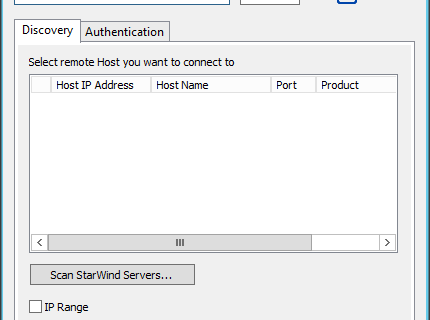 Discovery Authentication
Select remote Host you want to connect to
Host IP Address Host Name Port Product
Scan StarWind Servers...
IP Range